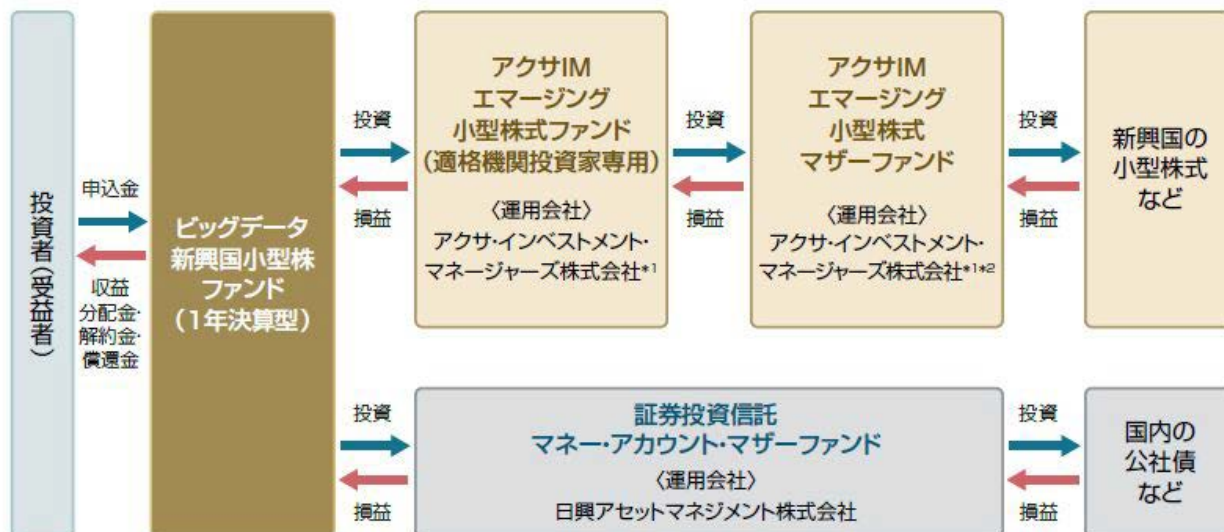 投資者(受益者)
申込金
収益
分配金・
解約金・
償還金
ビッグデータ
新興国小型株
ファンド
(1年決算型)
投資
損益
アクサIM
エマージング
小型株式ファンド
(適格機関投資家専用)
〈運用会社〉
アクサ・インベストメント・
マネージャーズ株式会社*1
投資
損益
アクサIM
エマージング
小型株式
マザーファンド
〈運用会社〉
アクサ・インベストメント・
マネージャーズ株式会社*1*2
投資
損益
新興国の
小型株式
など
投資
損益
証券投資信託
マネー・アカウント・マザーファンド
〈運用会社〉
日興アセットマネジメント株式会社
投資
損益
国内の
公社債
など